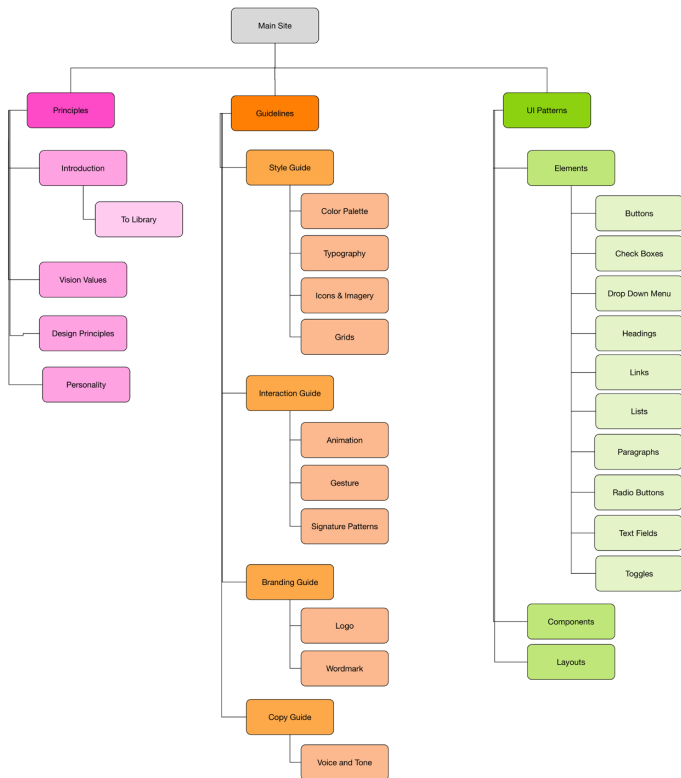 Main Site
Principles
Introduction
To Library
Vision Values
Design Principles
Personality
Guidelines
Style Guide
Color Palette
Typography
Icons & Imagery
Grids
Interaction Guide
Animation
Gesture
Signature Patterns
Branding Guide
Logo
Wordmark
Copy Guide
Voice and Tone
UI Patterns
Elements
Buttons
Check Boxes
Drop Down Menu
Headings
Links
Lists
Paragraphs
Radio Buttons
Text Fields
Toggles
Components
Layouts